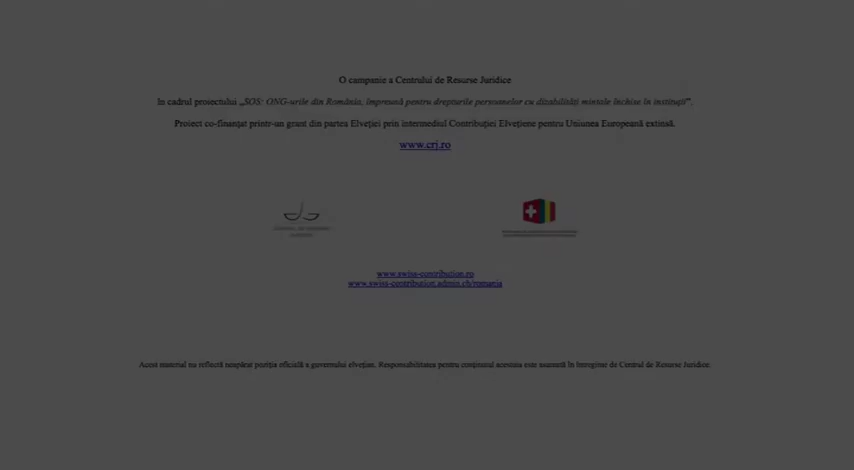 O campanie a Centrului de Resurse Juridice
în cadrul proiectului „SOS: ONG-urile din România, împreună pentru drepturile persoanelor cu dizabilități mintale închise în instituții”.
Proiect co-finanțat printr-un grant din partea Elveției prin intermediul Contribuției Elvețiene pentru Uniunea Europeană extinsă.
www.crj.ro
www.swiss-contribution.ro
www.swiss-contribution.admin.ch/romania
Acest material nu reflectă neapărat poziția oficială a guvernului elvețian. Responsabilitatea pentru conținutul acestuia este asumată în întregime de Centrul de Resurse Juridice.